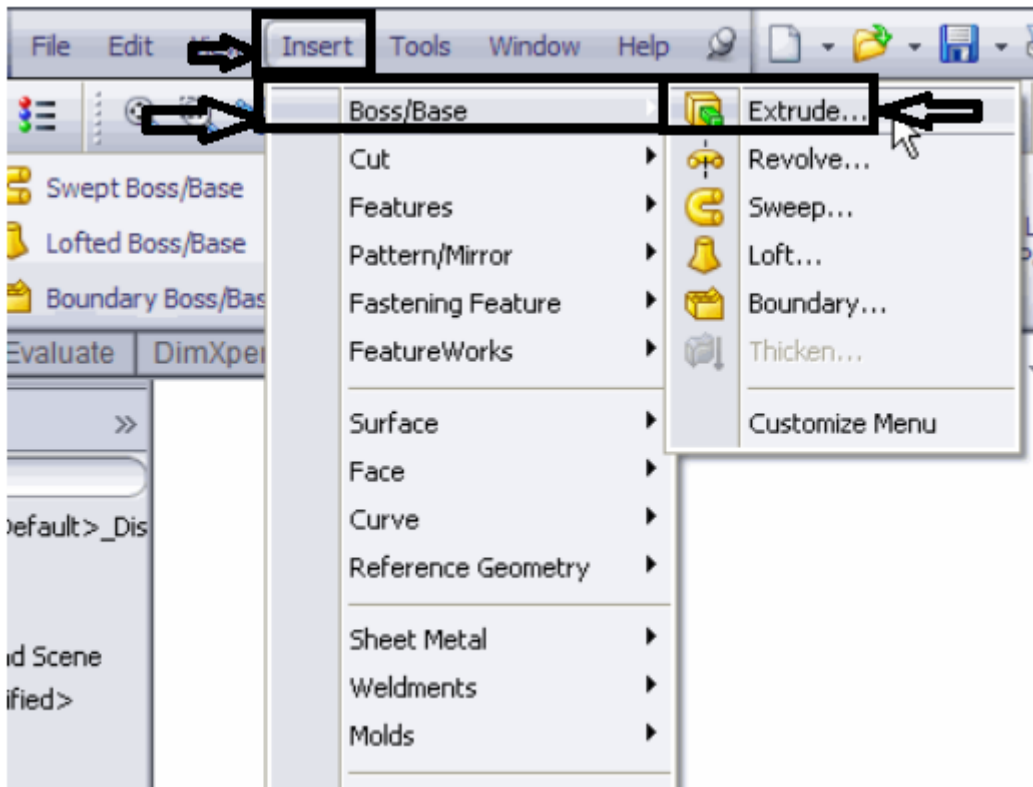 File Edit Insert Tools Window Help
Boss/Base
Extrude...
Cut
Revolve...
Swept Boss/Base
Features
Sweep...
Lofted Boss/Base
Pattern/Mirror
Loft...
Boundary Boss/Bas
Fastening Feature
Boundary...
Evaluate DimXper
FeatureWorks
Thicken...
Surface
Customize Menu
Face
Curve
Default>_Dis
Reference Geometry
Sheet Metal
nd Scene
Weldments
ified>
Molds